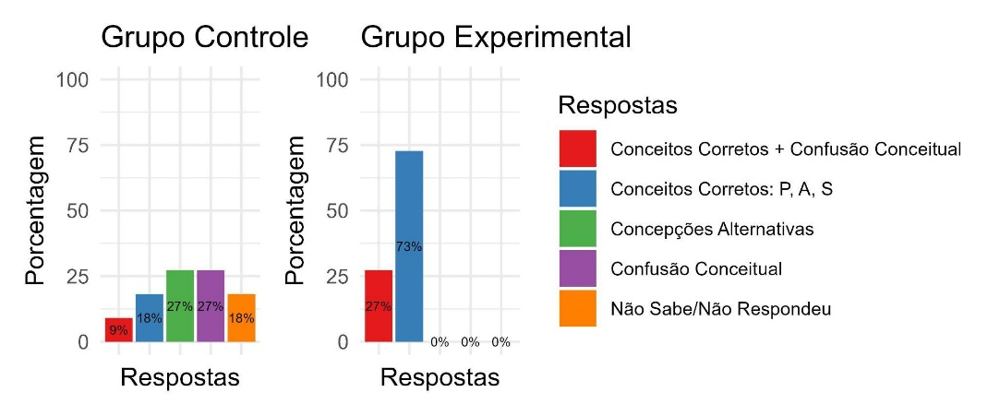 Grupo Controle
Grupo Experimental
100
75
50
25
0
Porcentagem
9%
18%
27%
27%
18%
Respostas
100
75
50
25
0
Porcentagem
27%
73%
0%
0%
0%
Respostas
Respostas
Conceitos Corretos + Confusão Conceitual
Conceitos Corretos: P, A, S
Concepções Alternativas
Confusão Conceitual
Não Sabe/Não Respondeu